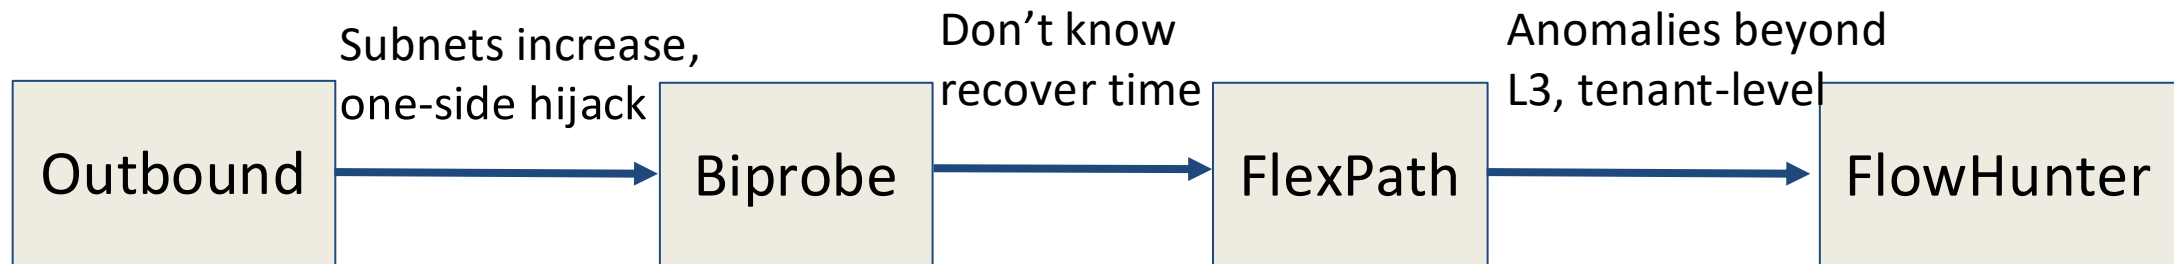 Outbound
Subnets increase,
one-side hijack
Biprobe
Don’t know
recover time
FlexPath
Anomalies beyond
L3, tenant-level
FlowHunter